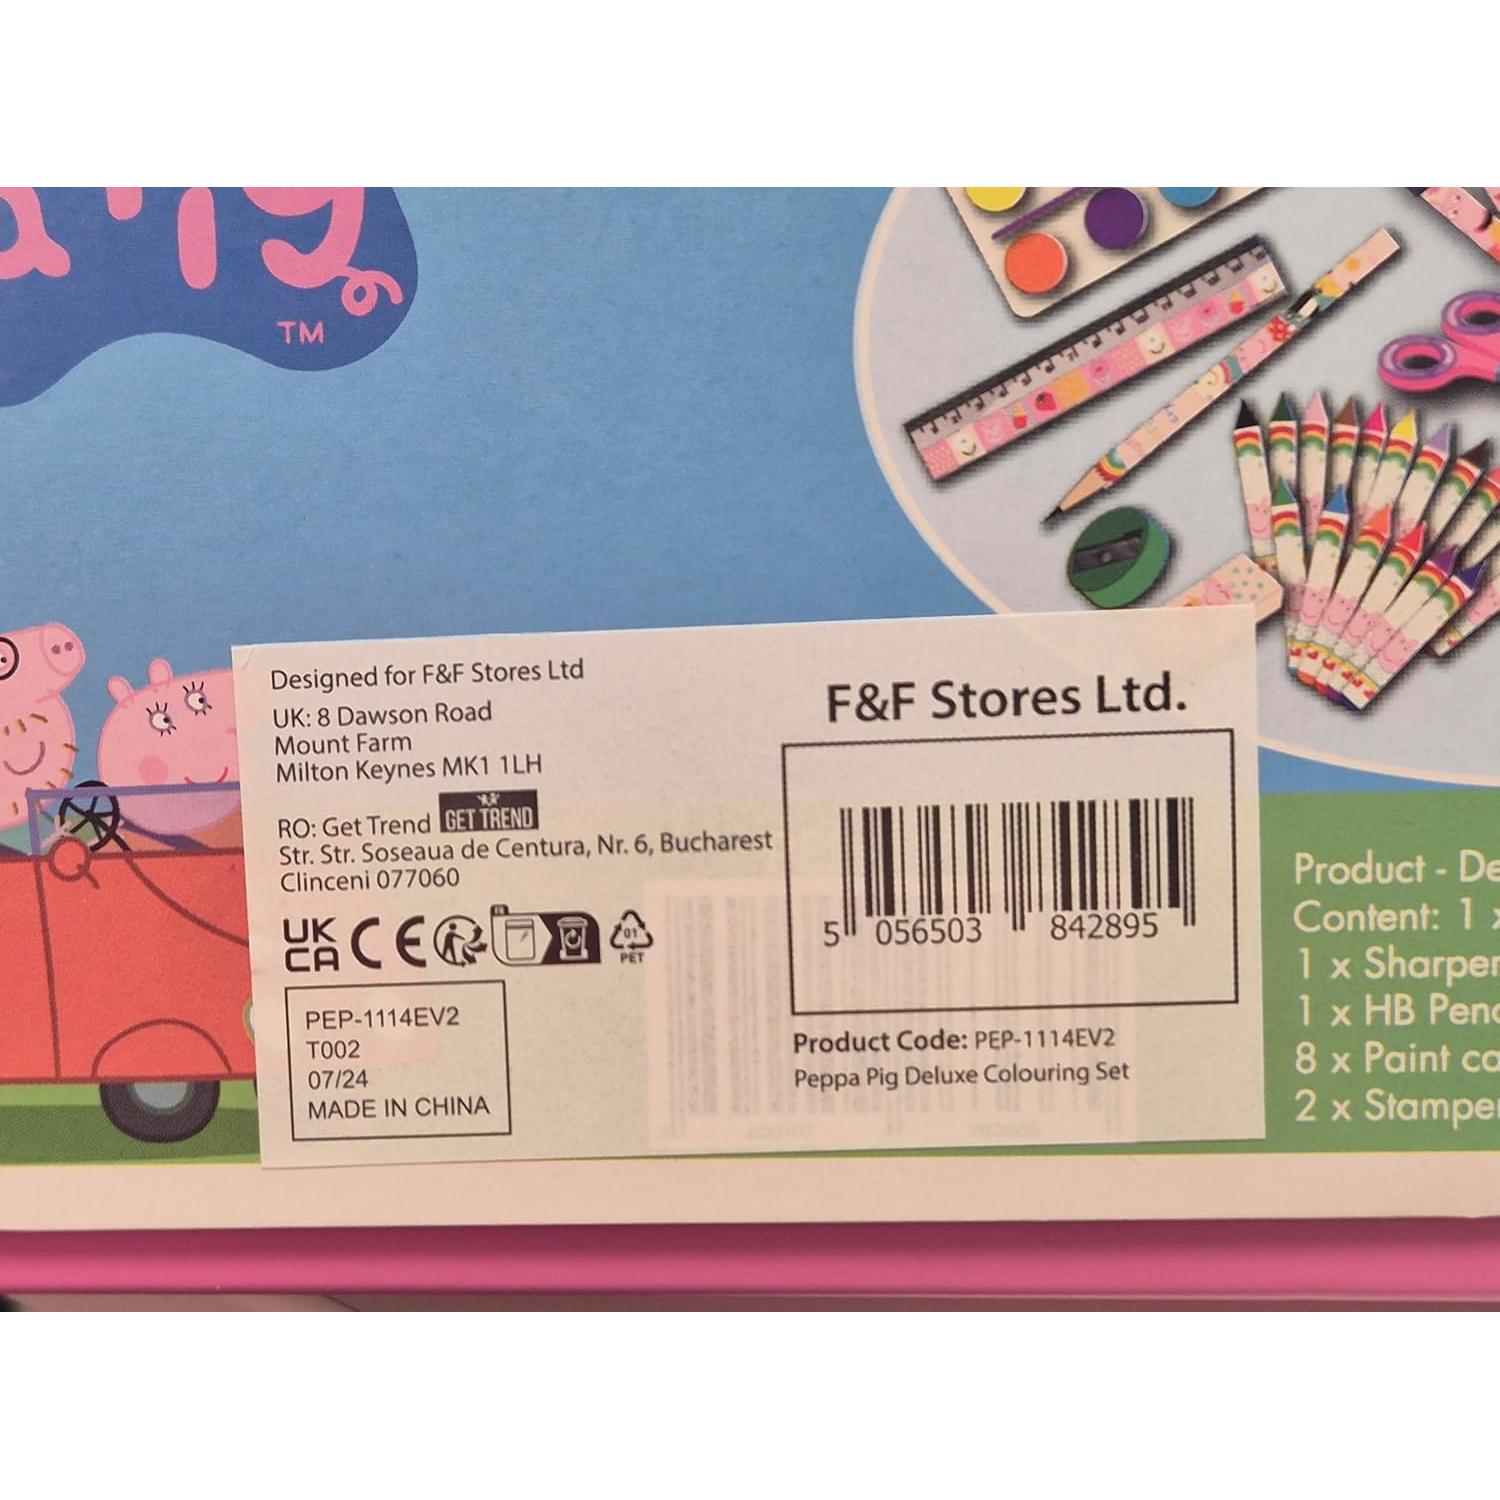 TM
Designed for F&F Stores Ltd
UK: 8 Dawson Road
Mount Farm
Milton Keynes MK1 1LH
RO: Get Trend GET TREND
Str. Str. Soseaua de Centura, Nr. 6, Bucharest
Clinceni 077060
UK
CA CE FR 01
PET
PEP-1114EV2
T002
07/24
MADE IN CHINA
F&F Stores Ltd.
5 056503 842895
Product Code: PEP-1114EV2
Peppa Pig Deluxe Colouring Set
Product - De
Content: 1 x
1 x Sharpen
1 x HB Penc
8 x Paint ca
2 x Stamper